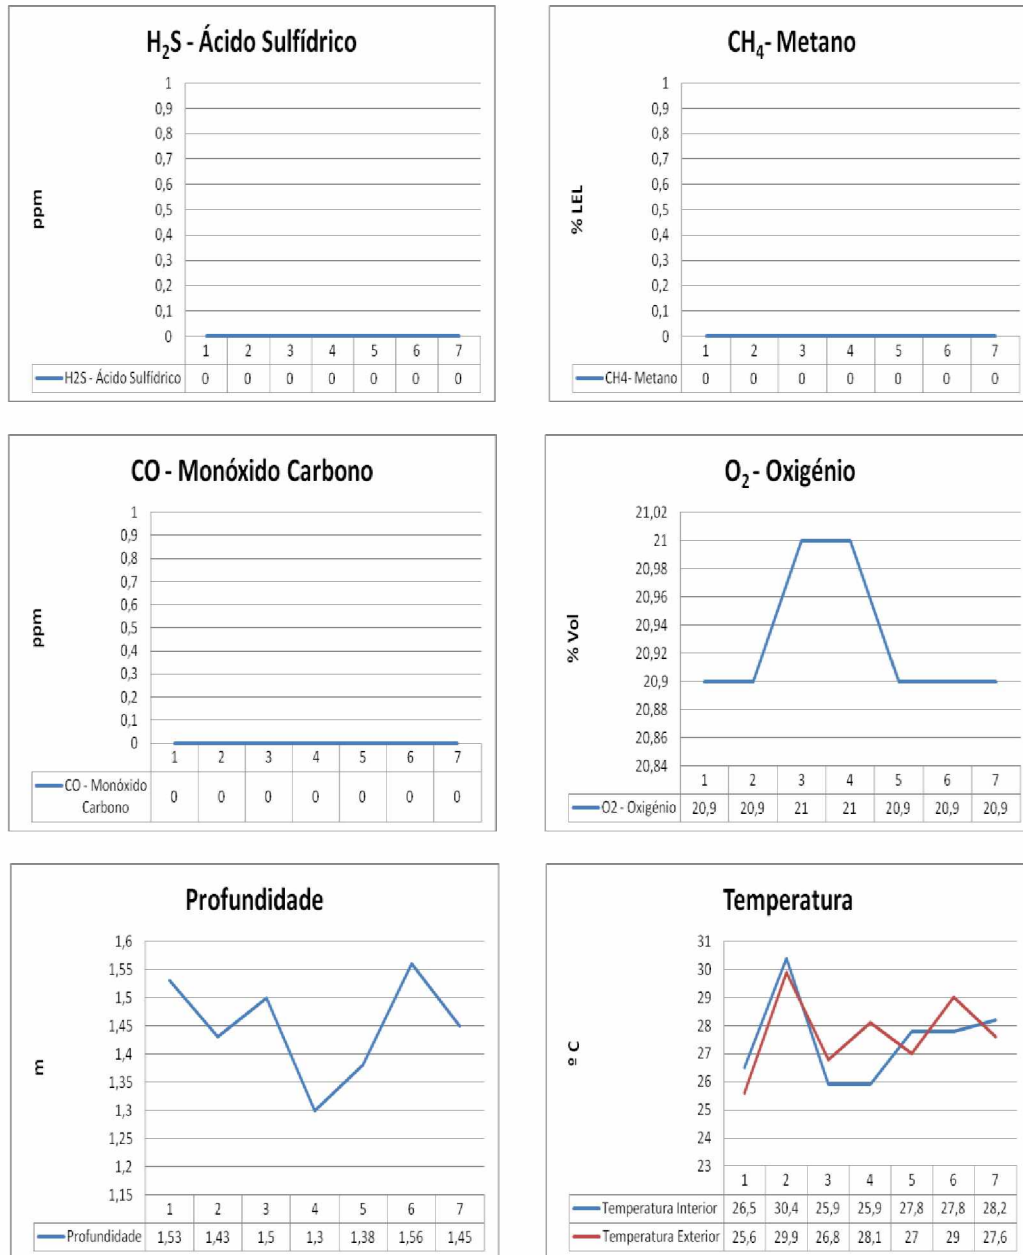 H₂S - Ácido Sulfídrico
ppm
1
0,9
0,8
0,7
0,6
0,5
0,4
0,3
0,2
0,1
0
1 2 3 4 5 6 7
H2S - Ácido Sulfídrico 0 0 0 0 0 0 0
CH₄- Metano
% LEL
1
0,9
0,8
0,7
0,6
0,5
0,4
0,3
0,2
0,1
0
1 2 3 4 5 6 7
CH4- Metano 0 0 0 0 0 0 0
CO - Monóxido Carbono
ppm
1
0,9
0,8
0,7
0,6
0,5
0,4
0,3
0,2
0,1
0
1 2 3 4 5 6 7
CO - Monóxido
Carbono 0 0 0 0 0 0 0
O₂ - Oxigénio
% Vol
21,02
21
20,98
20,96
20,94
20,92
20,9
20,88
20,86
20,84
1 2 3 4 5 6 7
O2 - Oxigénio 20,9 20,9 21 21 20,9 20,9 20,9
Profundidade
m
1,6
1,55
1,5
1,45
1,4
1,35
1,3
1,25
1,2
1,15
1 2 3 4 5 6 7
Profundidade 1,53 1,43 1,5 1,3 1,38 1,56 1,45
Temperatura
º C
31
30
29
28
27
26
25
24
23
1 2 3 4 5 6 7
Temperatura Interior 26,5 30,4 25,9 25,9 27,8 27,8 28,2
Temperatura Exterior 25,6 29,9 26,8 28,1 27 29 27,6